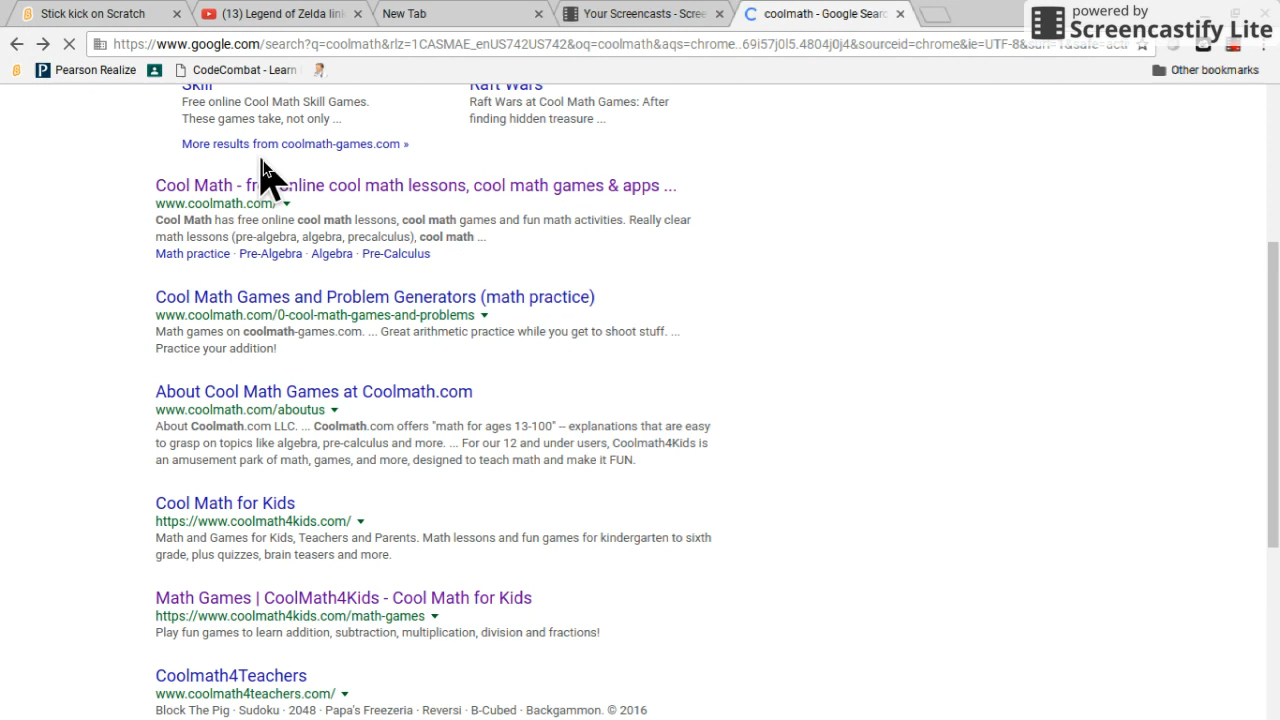 Stick kick on Scratch
(13) Legend of Zelda link
New Tab
Your Screencasts - Scree
coolmath - Google Searc
powered by
Screencastify Lite
https://www.google.com/search?q=coolmath&rlz=1CASMAE_enUS742US742&oq=coolmath&aqs=chrome..69i57j0l5.4804j0j4&sourceid=chrome&ie=UTF-8&
Pearson Realize
CodeCombat - Learn
Other bookmarks
Skill
Raft Wars
Free online Cool Math Skill Games.
Raft Wars at Cool Math Games: After
These games take, not only ...
finding hidden treasure ...
More results from coolmath-games.com »
Cool Math - free online cool math lessons, cool math games & apps ...
www.coolmath.com/
Cool Math has free online cool math lessons, cool math games and fun math activities. Really clear
math lessons (pre-algebra, algebra, precalculus), cool math ...
Math practice · Pre-Algebra · Algebra · Pre-Calculus
Cool Math Games and Problem Generators (math practice)
www.coolmath.com/0-cool-math-games-and-problems
Math games on coolmath-games.com. ... Great arithmetic practice while you get to shoot stuff. ...
Practice your addition!
About Cool Math Games at Coolmath.com
www.coolmath.com/aboutus
About Coolmath.com LLC. ... Coolmath.com offers "math for ages 13-100" -- explanations that are easy
to grasp on topics like algebra, pre-calculus and more. ... For our 12 and under users, Coolmath4Kids is
an amusement park of math, games, and more, designed to teach math and make it FUN.
Cool Math for Kids
https://www.coolmath4kids.com/
Math and Games for Kids, Teachers and Parents. Math lessons and fun games for kindergarten to sixth
grade, plus quizzes, brain teasers and more.
Math Games | CoolMath4Kids - Cool Math for Kids
https://www.coolmath4kids.com/math-games
Play fun games to learn addition, subtraction, multiplication, division and fractions!
Coolmath4Teachers
www.coolmath4teachers.com/
Block The Pig · Sudoku · 2048 · Papa's Freezeria · Reversi · B-Cubed · Backgammon. © 2016